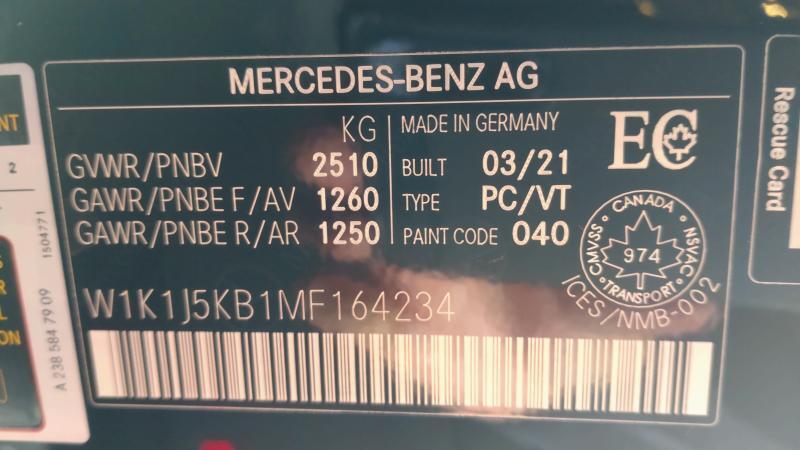 MERCEDES-BENZ AG
KG
GVWR/PNBV 2510
GAWR/PNBE F/AV 1260
GAWR/PNBE R/AR 1250
MADE IN GERMANY
BUILT 03/21
TYPE PC/VT
PAINT CODE 040
EC
CANADA
CMVSS NSVAC
974
TRANSPORT
ICES/NMB-002
W1K1J5KB1MF164234
Rescue Card
NT
2
1504771
A 238 584 79 09
ON